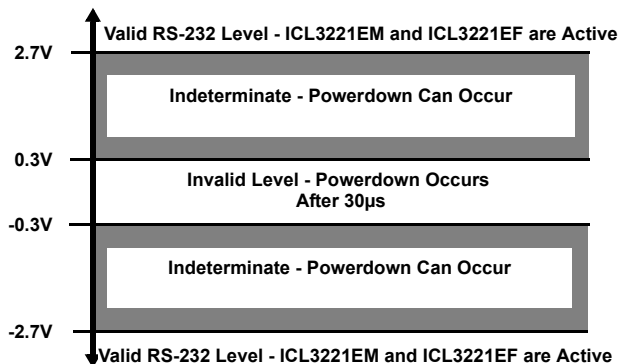 Valid RS-232 Level - ICL3221EM and ICL3221EF are Active
2.7V
Indeterminate - Powerdown Can Occur
0.3V
Invalid Level - Powerdown Occurs
After 30µs
-0.3V
Indeterminate - Powerdown Can Occur
-2.7V
Valid RS-232 Level - ICL3221EM and ICL3221EF are Active